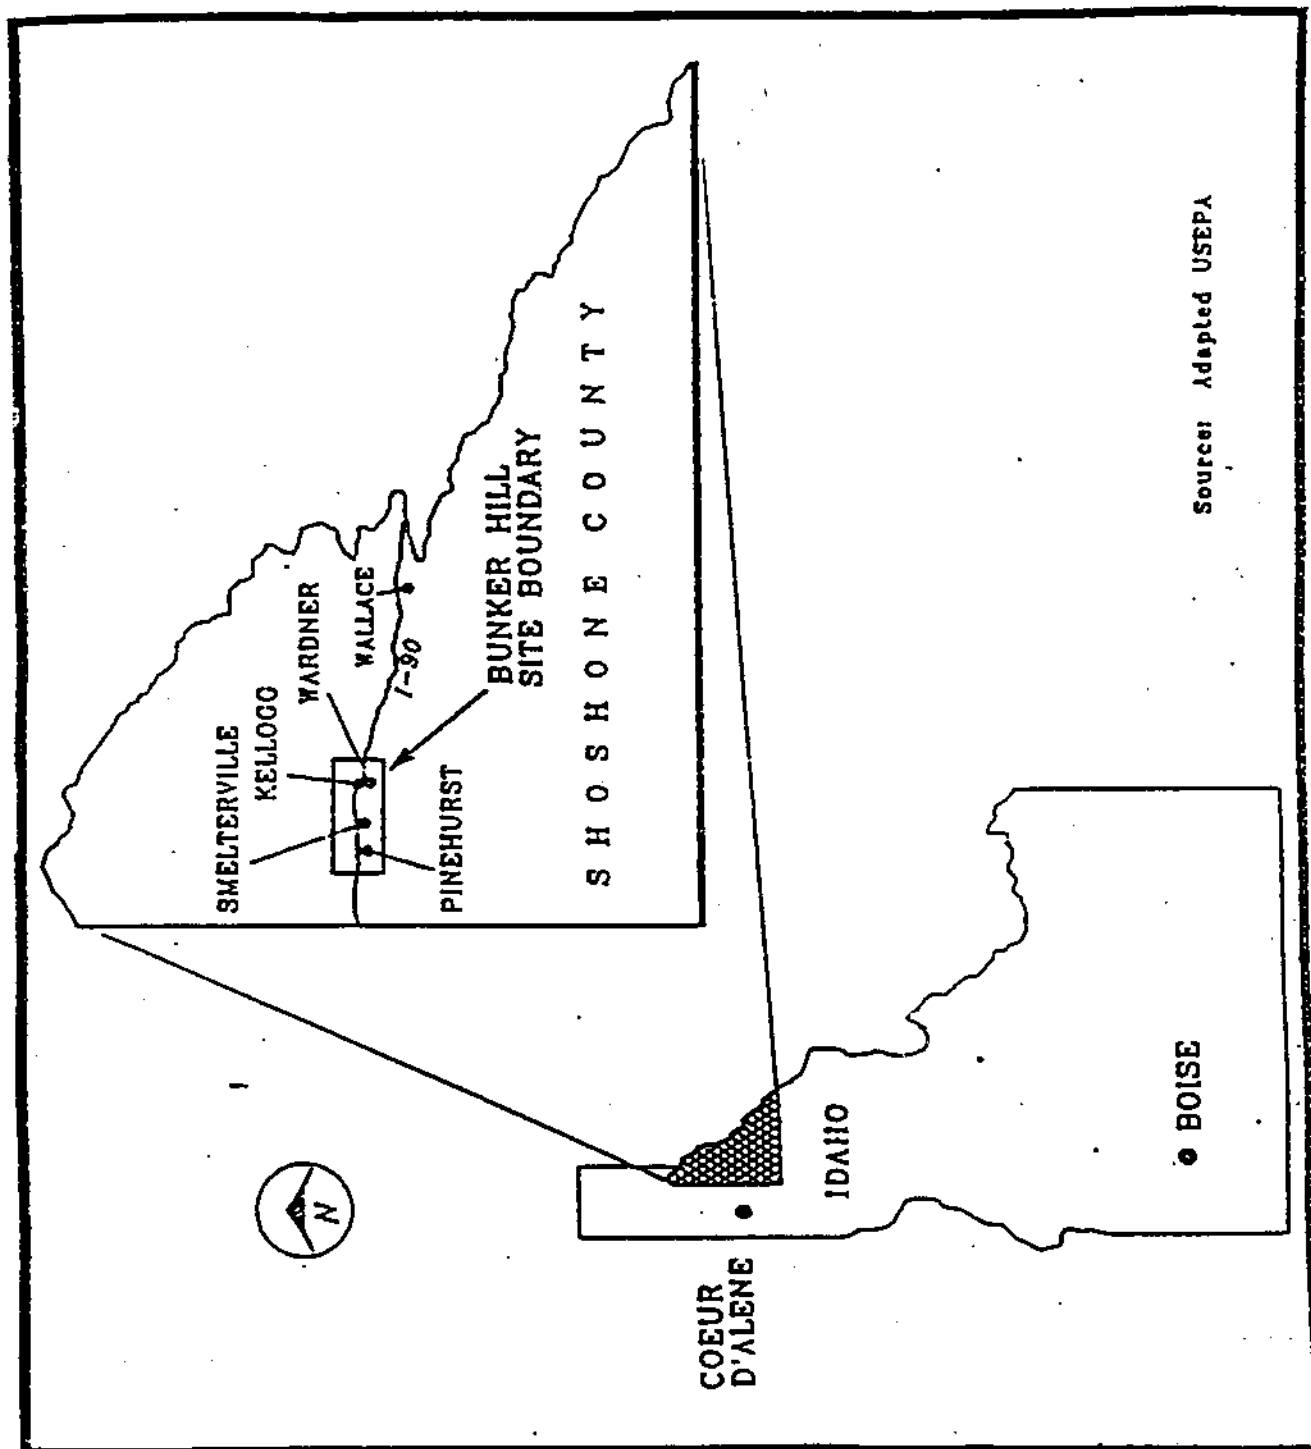 SMELTERVILLE
KELLOGG
WARDNER
WALLACE
I-90
PINEHURST
BUNKER HILL
SITE BOUNDARY
SHOSHONE COUNTY
N
COEUR
D'ALENE
IDAHO
BOISE
Source: Adapted USEPA